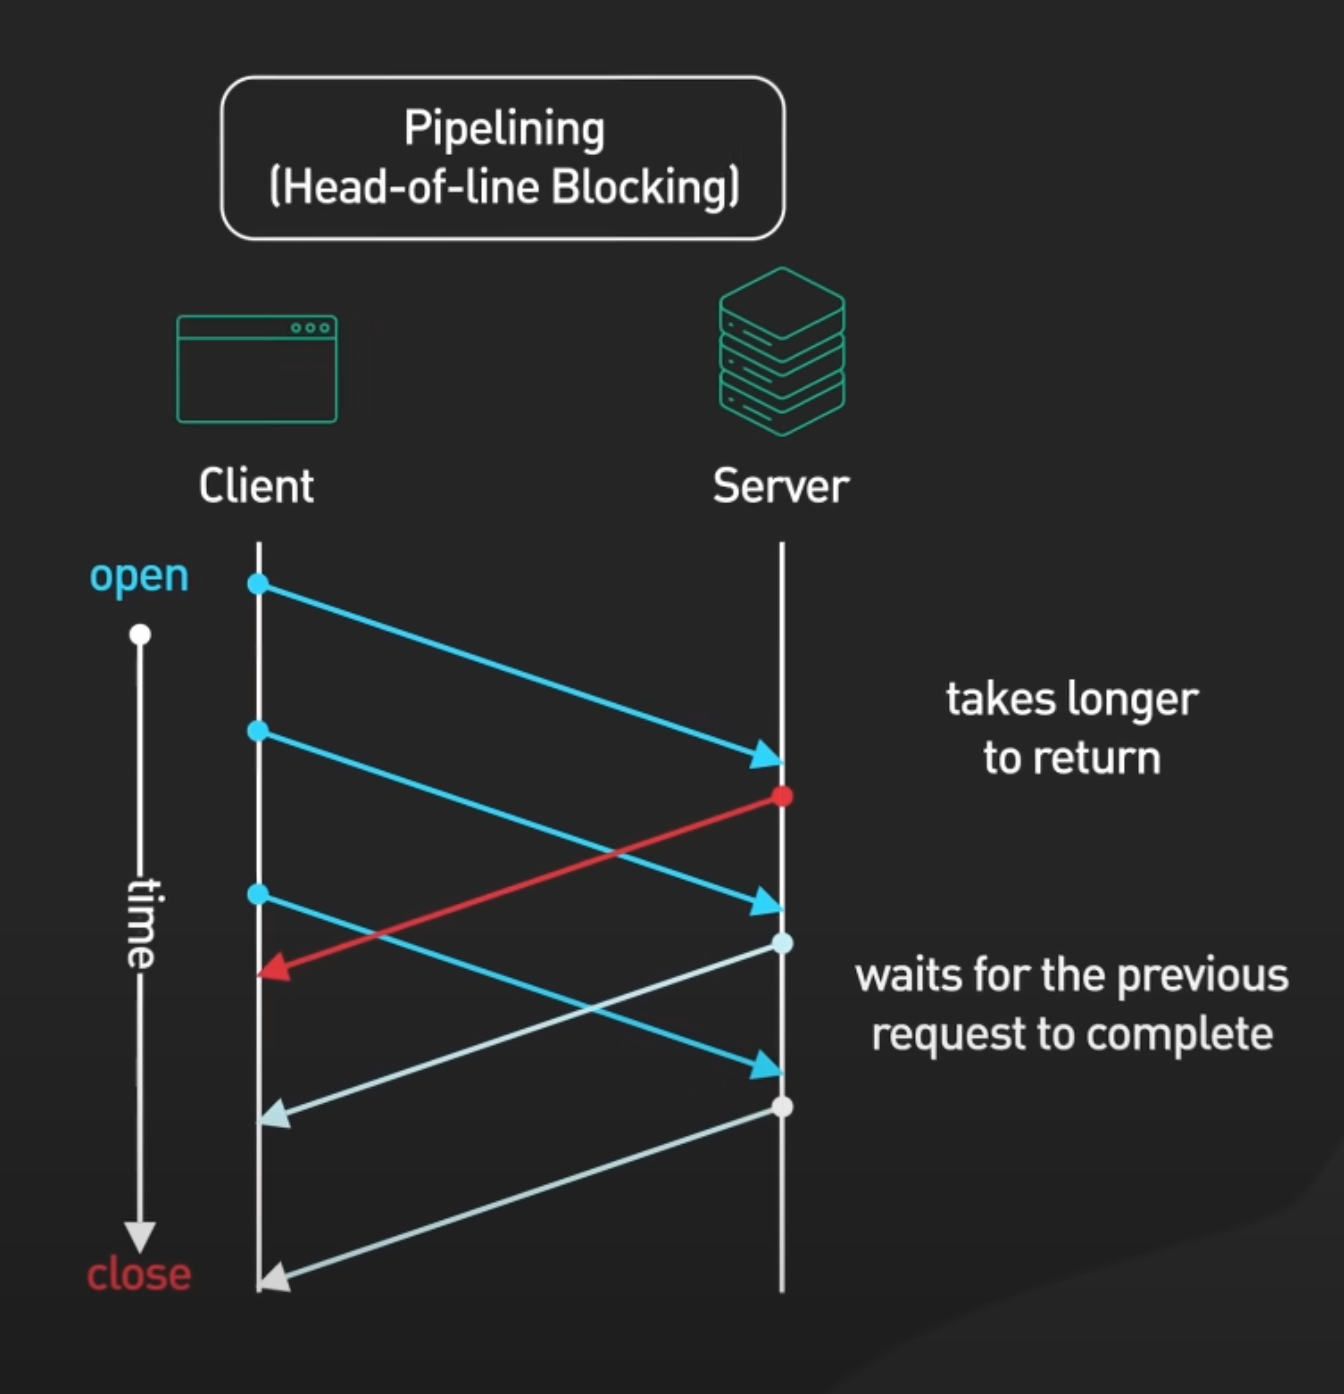 Pipelining
(Head-of-line Blocking)
Client
Server
open
takes longer
to return
time
waits for the previous
request to complete
close